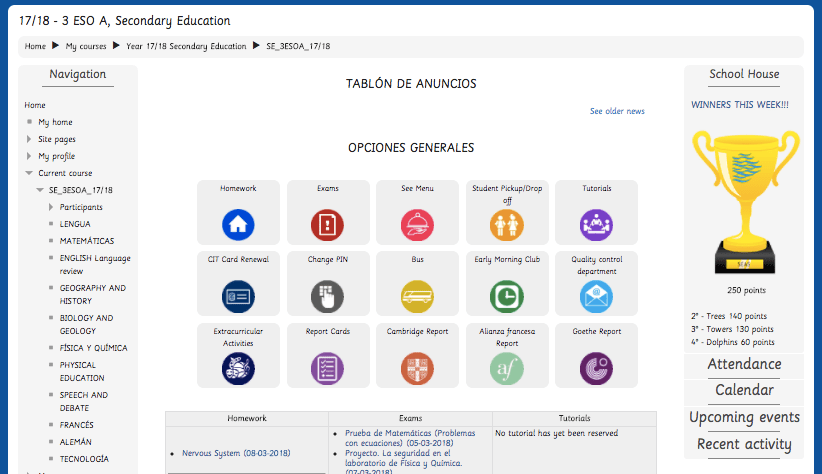 17/18 - 3 ESO A, Secondary Education
Home ▶ My courses ▶ Year 17/18 Secondary Education ▶ SE_3ESOA_17/18
Navigation
Home
My home
Site pages
My profile
Current course
SE_3ESOA_17/18
Participants
LENGUA
MATEMÁTICAS
ENGLISH Language
review
GEOGRAPHY AND
HISTORY
BIOLOGY AND
GEOLOGY
FÍSICA Y QUÍMICA
PHYSICAL
EDUCATION
SPEECH AND
DEBATE
FRANCÉS
ALEMÁN
TECNOLOGÍA
TABLÓN DE ANUNCIOS
See older news
OPCIONES GENERALES
Homework
Exams
See Menu
Student Pickup/Drop
off
Tutorials
CIT Card Renewal
Change PIN
Bus
Early Morning Club
Quality control
department
Extracurricular
Activities
Report Cards
Cambridge Report
Alianza francesa
Report
Goethe Report
af
Homework Exams Tutorials
Nervous System (08-03-2018)
Prueba de Matemáticas (Problemas
con ecuaciones) (05-03-2018)
Proyecto. La seguridad en el
laboratorio de Física y Química.
(07-03-2018)
No tutorial has yet been reserved
School House
WINNERS THIS WEEK!!!
250 points
2º - Trees 140 points
3º - Towers 130 points
4º - Dolphins 60 points
Attendance
Calendar
Upcoming events
Recent activity